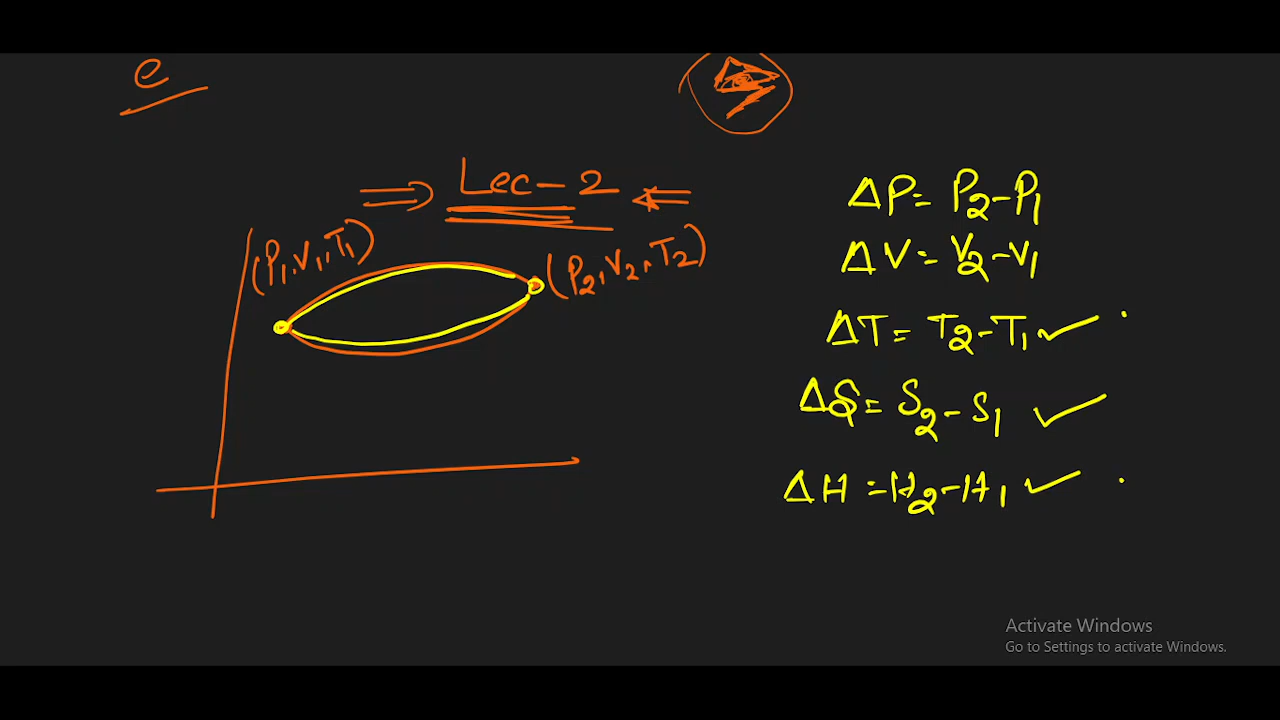 e
Lec-2
(P₁,V₁,T₁)
(P₂,V₂,T₂)
ΔP = P₂-P₁
ΔV = V₂-V₁
ΔT = T₂-T₁ ✓
ΔS = S₂-S₁ ✓
ΔH = H₂-H₁ ✓
Activate Windows
Go to Settings to activate Windows.